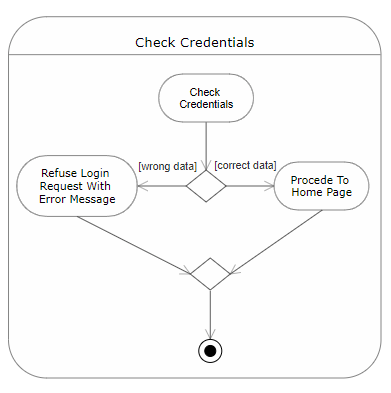 Check Credentials
Check
Credentials
[wrong data]
[correct data]
Refuse Login
Request With
Error Message
Procede To
Home Page